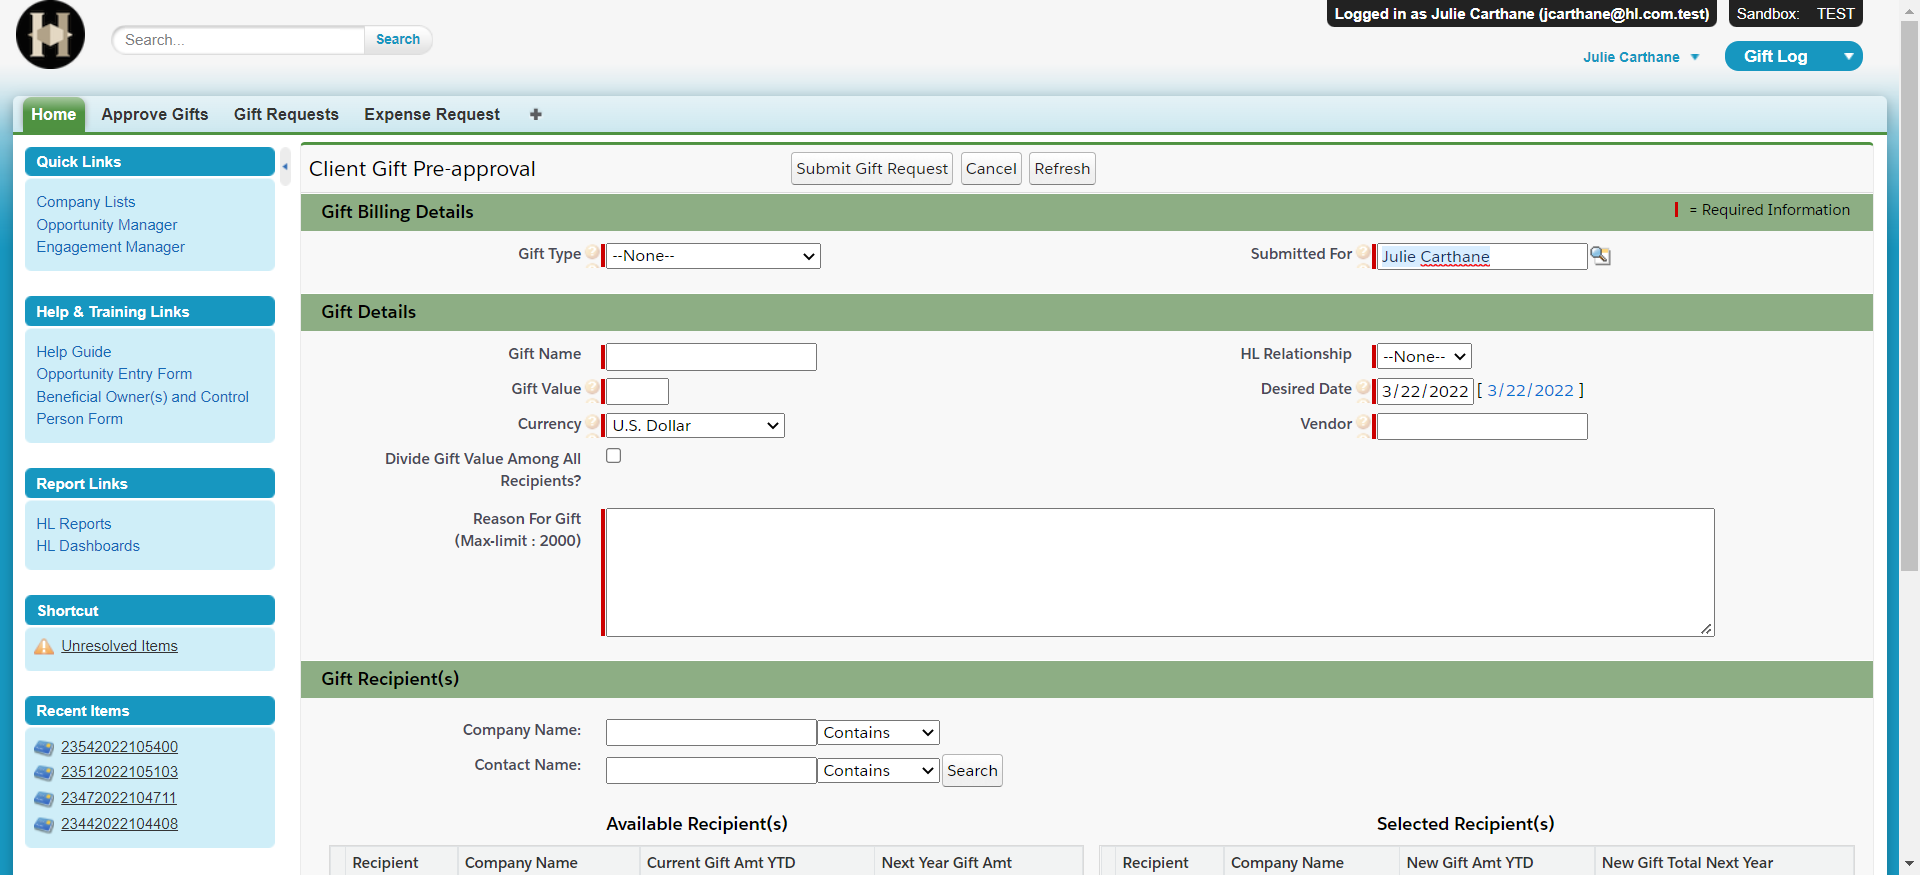 Logged in as Julie Carthane (jcarthane@hl.com.test)
Sandbox: TEST
H
Search...
Search
Julie Carthane
Gift Log
Home
Approve Gifts
Gift Requests
Expense Request
Quick Links
Company Lists
Opportunity Manager
Engagement Manager
Help & Training Links
Help Guide
Opportunity Entry Form
Beneficial Owner(s) and Control
Person Form
Report Links
HL Reports
HL Dashboards
Shortcut
Unresolved Items
Recent Items
23542022105400
23512022105103
23472022104711
23442022104408
Client Gift Pre-approval
Submit Gift Request
Cancel
Refresh
Gift Billing Details
= Required Information
Gift Type
--None--
Submitted For
Julie Carthane
Gift Details
Gift Name
HL Relationship
--None--
Gift Value
Desired Date
3/22/2022 [ 3/22/2022 ]
Currency
U.S. Dollar
Vendor
Divide Gift Value Among All
Recipients?
Reason For Gift
(Max-limit : 2000)
Gift Recipient(s)
Company Name:
Contains
Contact Name:
Contains
Search
Available Recipient(s)
Recipient
Company Name
Current Gift Amt YTD
Next Year Gift Amt
Selected Recipient(s)
Recipient
Company Name
New Gift Amt YTD
New Gift Total Next Year